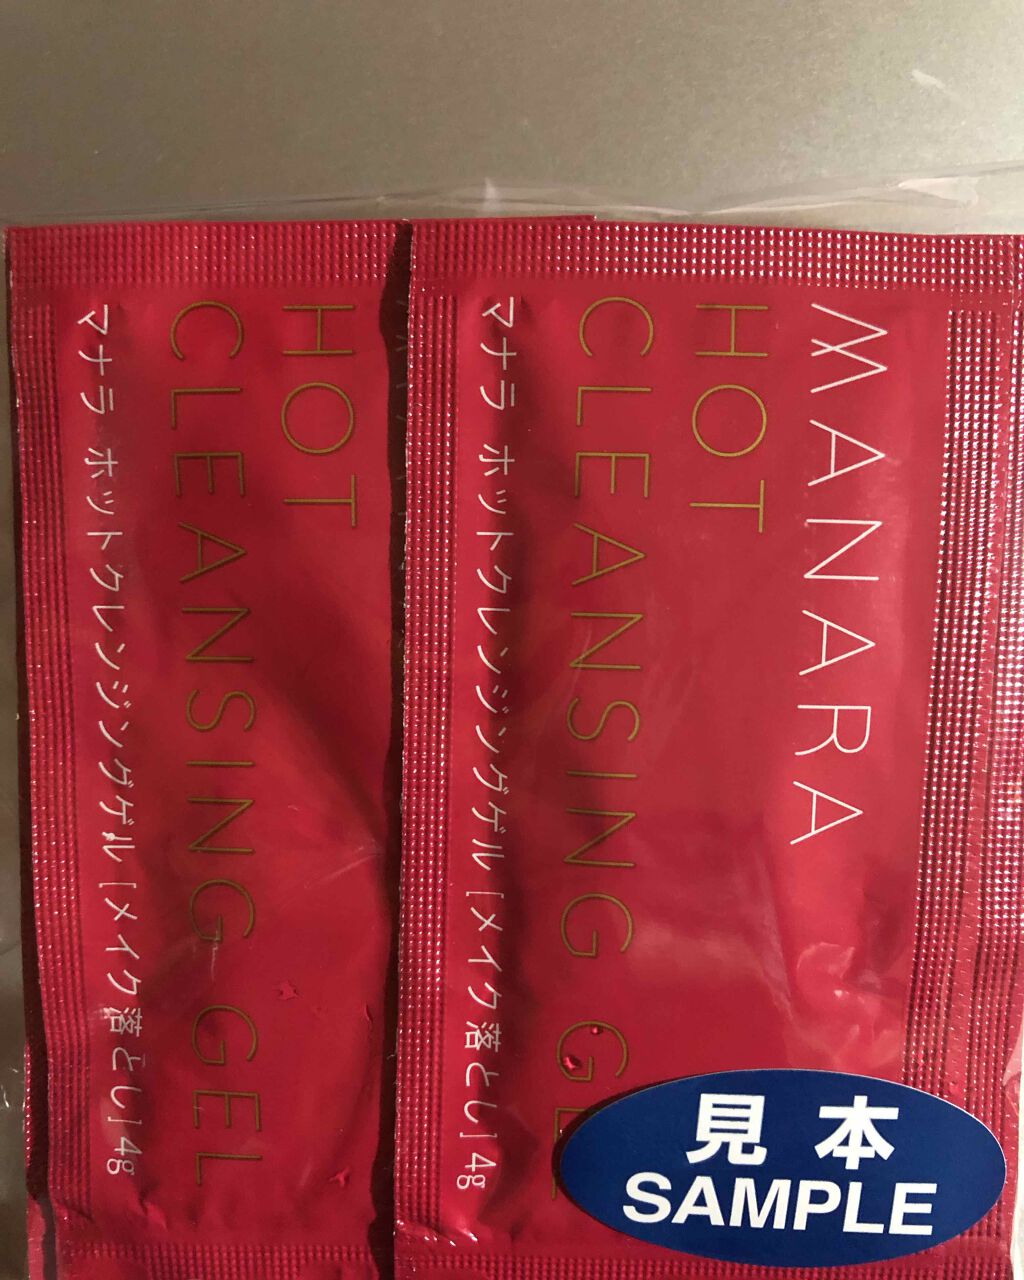 MANARA
HOT
CLEANSING GEL
マナラ ホットクレンジングゲル［メイク落とし］4g
HOT
CLEANSING GEL
マナラ ホットクレンジングゲル［メイク落とし］4g
見本
SAMPLE